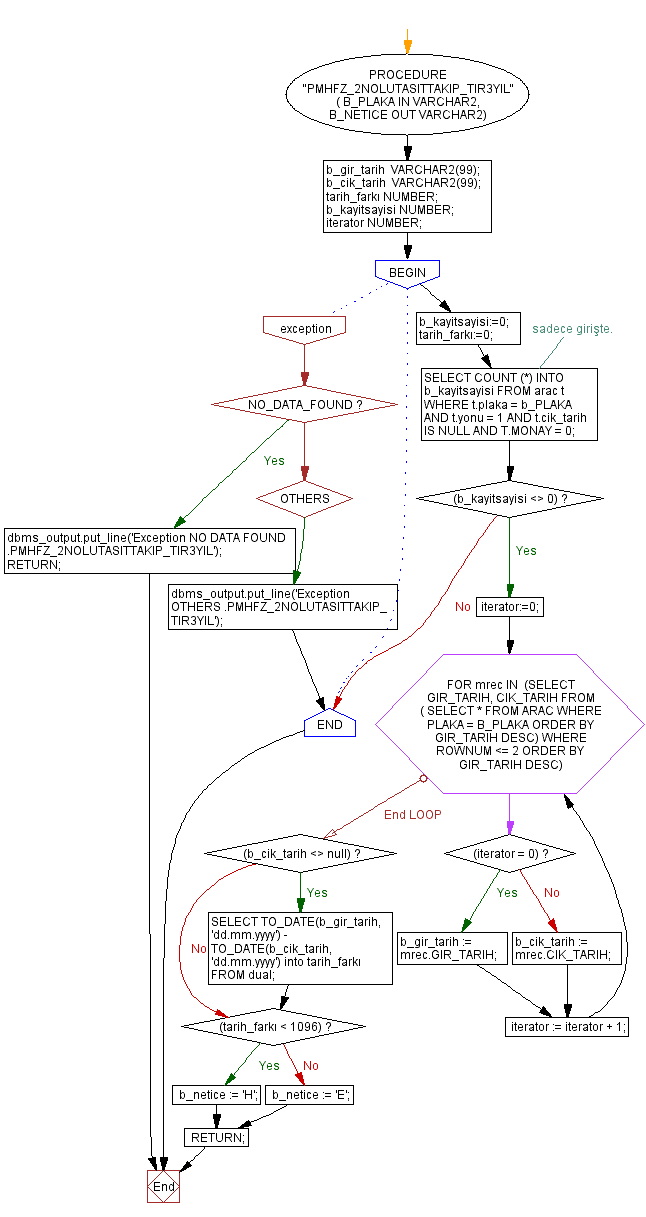 PROCEDURE
"PMHFZ_2NOLUTASITTAKIP_TIR3YIL"
( B_PLAKA IN VARCHAR2,
B_NETICE OUT VARCHAR2)
b_gir_tarih  VARCHAR2(99);
b_cik_tarih  VARCHAR2(99);
tarih_farkı NUMBER;
b_kayitsayisi NUMBER;
iterator NUMBER;
BEGIN
exception
b_kayitsayisi:=0;
tarih_farkı:=0;
sadece girişte.
SELECT COUNT (*) INTO
b_kayitsayisi FROM arac t
WHERE t.plaka = b_PLAKA
AND t.yonu = 1 AND t.cik_tarih
IS NULL AND T.MONAY = 0;
NO_DATA_FOUND ?
Yes
OTHERS
(b_kayitsayisi <> 0) ?
Yes
No
dbms_output.put_line('Exception NO DATA FOUND
.PMHFZ_2NOLUTASITTAKIP_TIR3YIL');
RETURN;
dbms_output.put_line('Exception
OTHERS .PMHFZ_2NOLUTASITTAKIP_
TIR3YIL');
iterator:=0;
END
FOR mrec IN  (SELECT
GIR_TARIH, CIK_TARIH FROM
( SELECT * FROM ARAC WHERE
PLAKA = B_PLAKA ORDER BY
GIR_TARIH DESC) WHERE
ROWNUM <= 2 ORDER BY
GIR_TARIH DESC)
End LOOP
(b_cik_tarih <> null) ?
Yes
No
(iterator = 0) ?
Yes
No
SELECT TO_DATE(b_gir_tarih,
'dd.mm.yyyy') -
TO_DATE(b_cik_tarih,
'dd.mm.yyyy') into tarih_farkı
FROM dual;
b_gir_tarih :=
mrec.GIR_TARIH;
b_cik_tarih :=
mrec.CIK_TARIH;
(tarih_farkı < 1096) ?
iterator := iterator + 1;
Yes
No
b_netice := 'H';
b_netice := 'E';
RETURN;
End